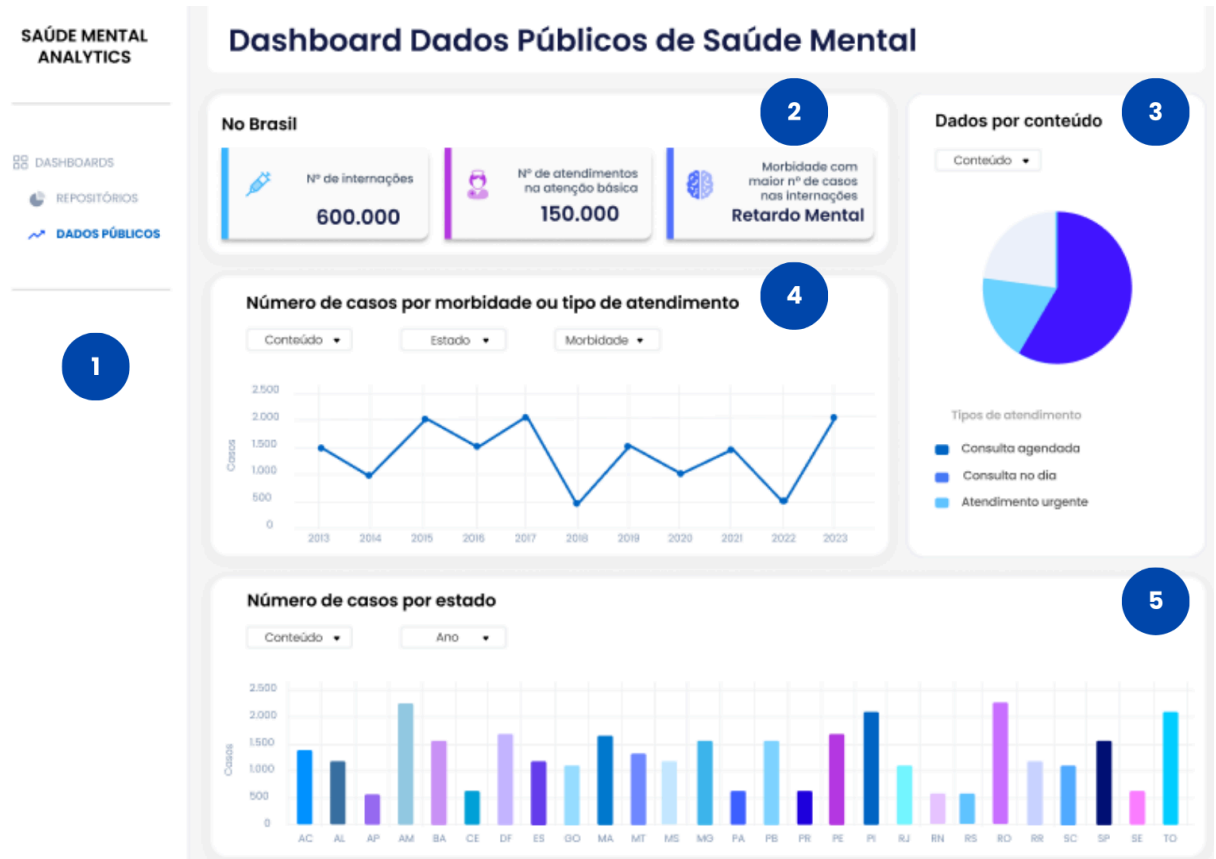 SAÚDE MENTAL
ANALYTICS
DASHBOARDS
REPOSITÓRIOS
DADOS PÚBLICOS
1
Dashboard Dados Públicos de Saúde Mental
No Brasil
2
Nº de internações
600.000
Nº de atendimentos
na atenção básica
150.000
Morbidade com
maior nº de casos
nas internações
Retardo Mental
3
Dados por conteúdo
Conteúdo
Tipos de atendimento
Consulta agendada
Consulta no dia
Atendimento urgente
4
Número de casos por morbidade ou tipo de atendimento
Conteúdo Estado Morbidade
Casos
2.500
2.000
1.500
1.000
500
0
2013 2014 2015 2016 2017 2018 2019 2020 2021 2022 2023
5
Número de casos por estado
Conteúdo Ano
Casos
2.500
2.000
1.500
1.000
500
0
AC AL AP AM BA CE DF ES GO MA MT MS MG PA PB PR PE PI RJ RN RS RO RR SC SP SE TO